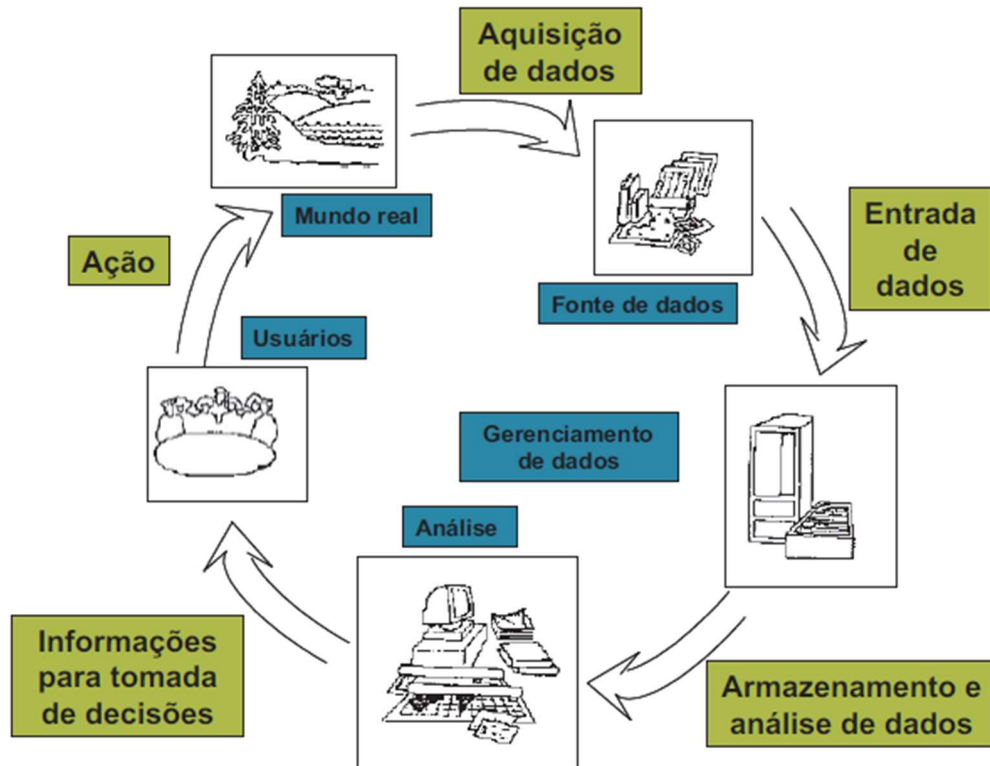 Aquisição
de dados
Mundo real
Fonte de dados
Entrada
de
dados
Ação
Usuários
Gerenciamento
de dados
Análise
Informações
para tomada
de decisões
Armazenamento e
análise de dados